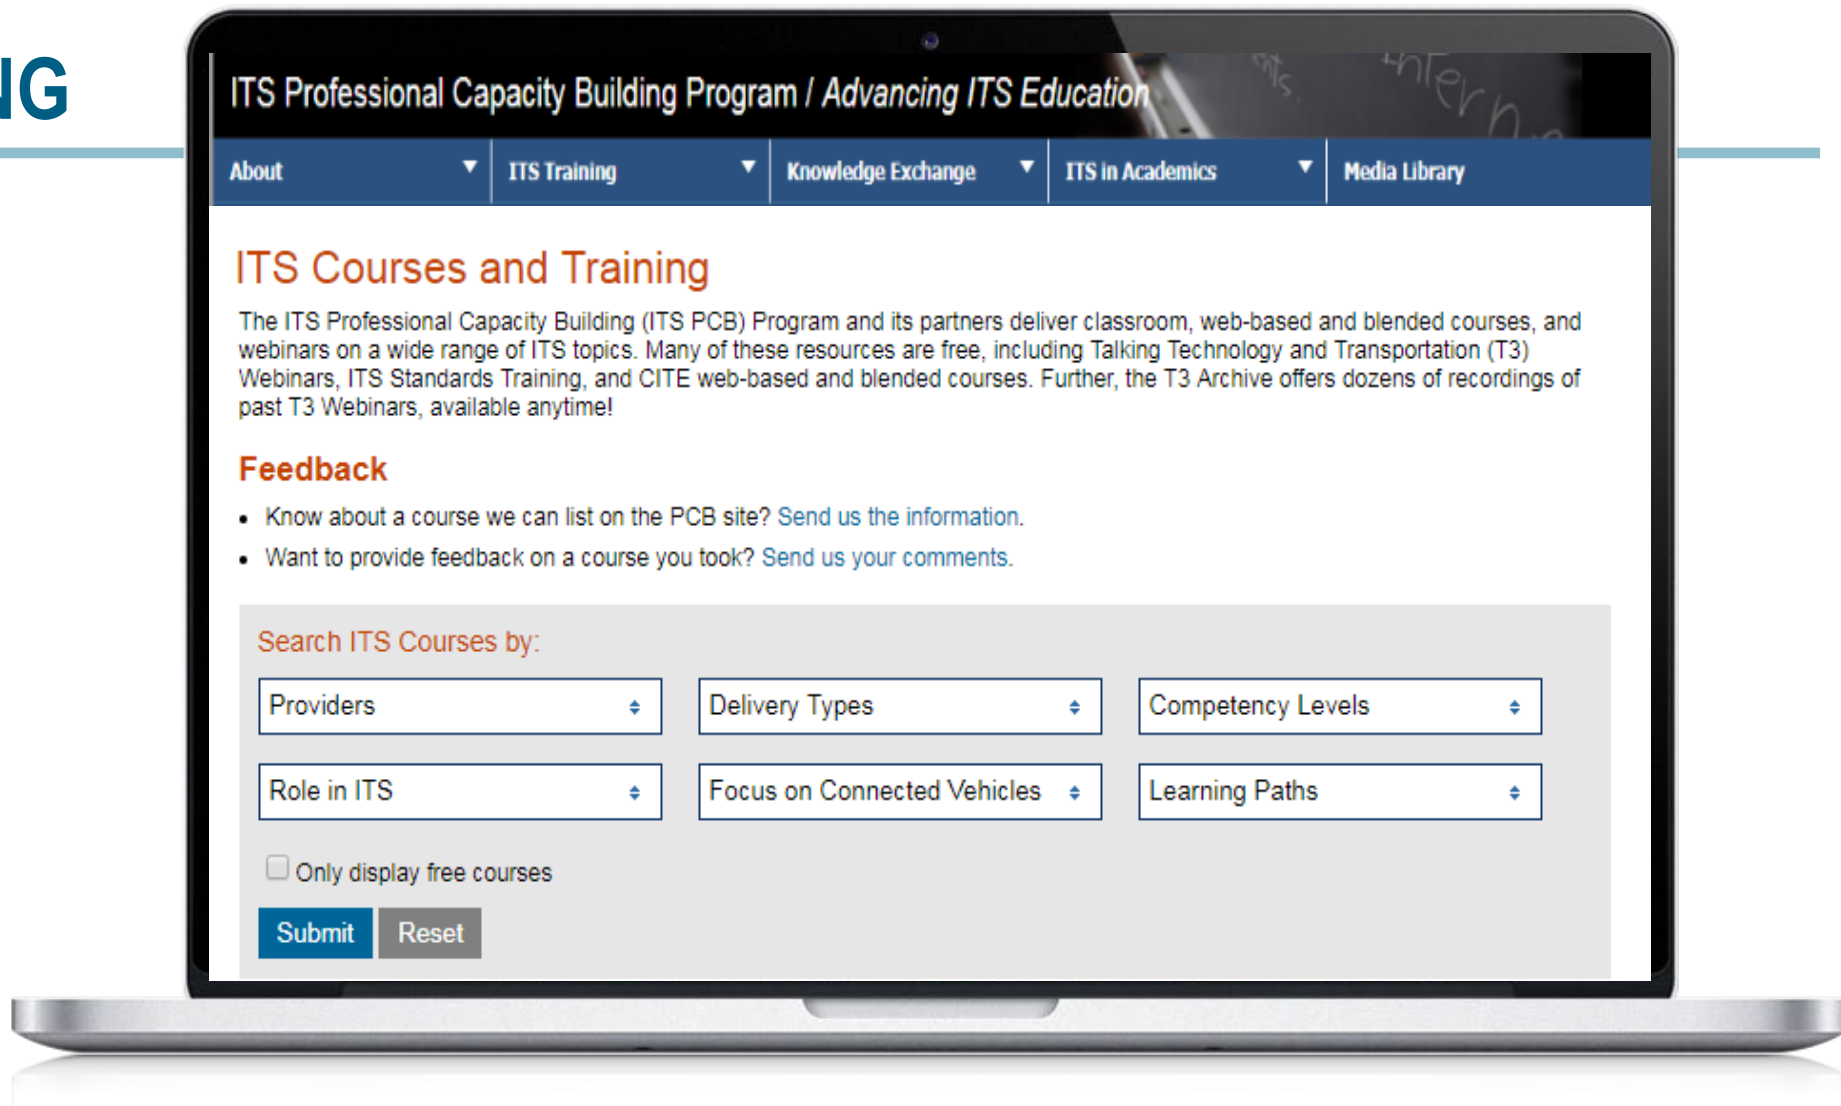 NG
ITS Professional Capacity Building Program / Advancing ITS Education
About
ITS Training
Knowledge Exchange
ITS in Academics
Media Library
ITS Courses and Training
The ITS Professional Capacity Building (ITS PCB) Program and its partners deliver classroom, web-based and blended courses, and
webinars on a wide range of ITS topics. Many of these resources are free, including Talking Technology and Transportation (T3)
Webinars, ITS Standards Training, and CITE web-based and blended courses. Further, the T3 Archive offers dozens of recordings of
past T3 Webinars, available anytime!
Feedback
• Know about a course we can list on the PCB site? Send us the information.
• Want to provide feedback on a course you took? Send us your comments.
Search ITS Courses by:
Providers
Delivery Types
Competency Levels
Role in ITS
Focus on Connected Vehicles
Learning Paths
Only display free courses
Submit
Reset